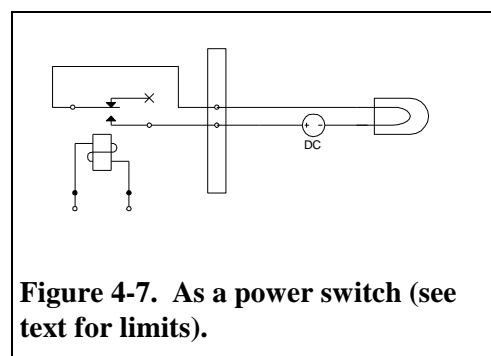 + -
DC
Figure 4-7. As a power switch (see
text for limits).